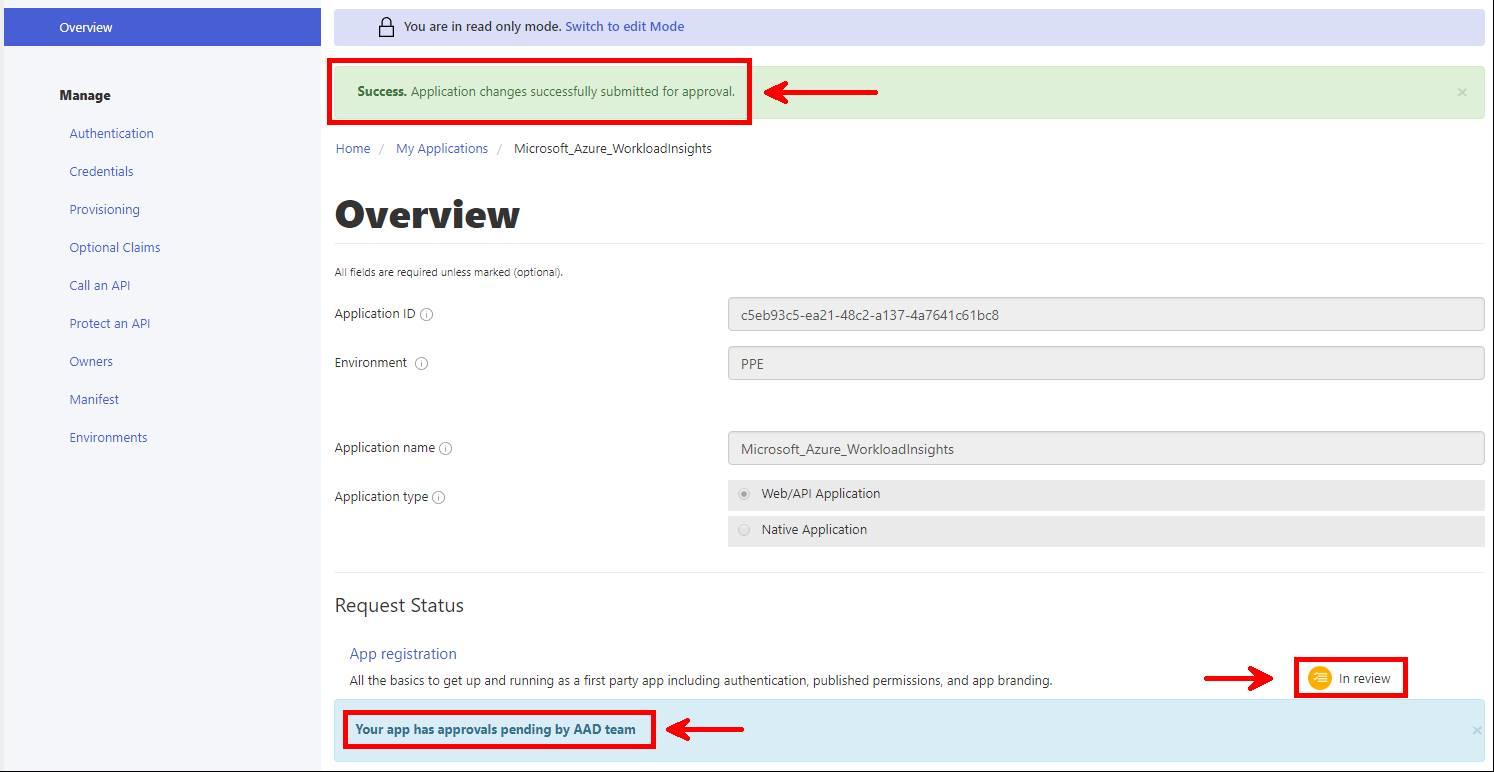 Overview
Manage
Authentication
Credentials
Provisioning
Optional Claims
Call an API
Protect an API
Owners
Manifest
Environments
You are in read only mode. Switch to edit Mode
Success. Application changes successfully submitted for approval. ×
Home / My Applications / Microsoft_Azure_WorkloadInsights
Overview
All fields are required unless marked (optional).
Application ID
c5eb93c5-ea21-48c2-a137-4a7641c61bc8
Environment
PPE
Application name
Microsoft_Azure_WorkloadInsights
Application type
Web/API Application
Native Application
Request Status
App registration
All the basics to get up and running as a first party app including authentication, published permissions, and app branding.
In review
Your app has approvals pending by AAD team ×